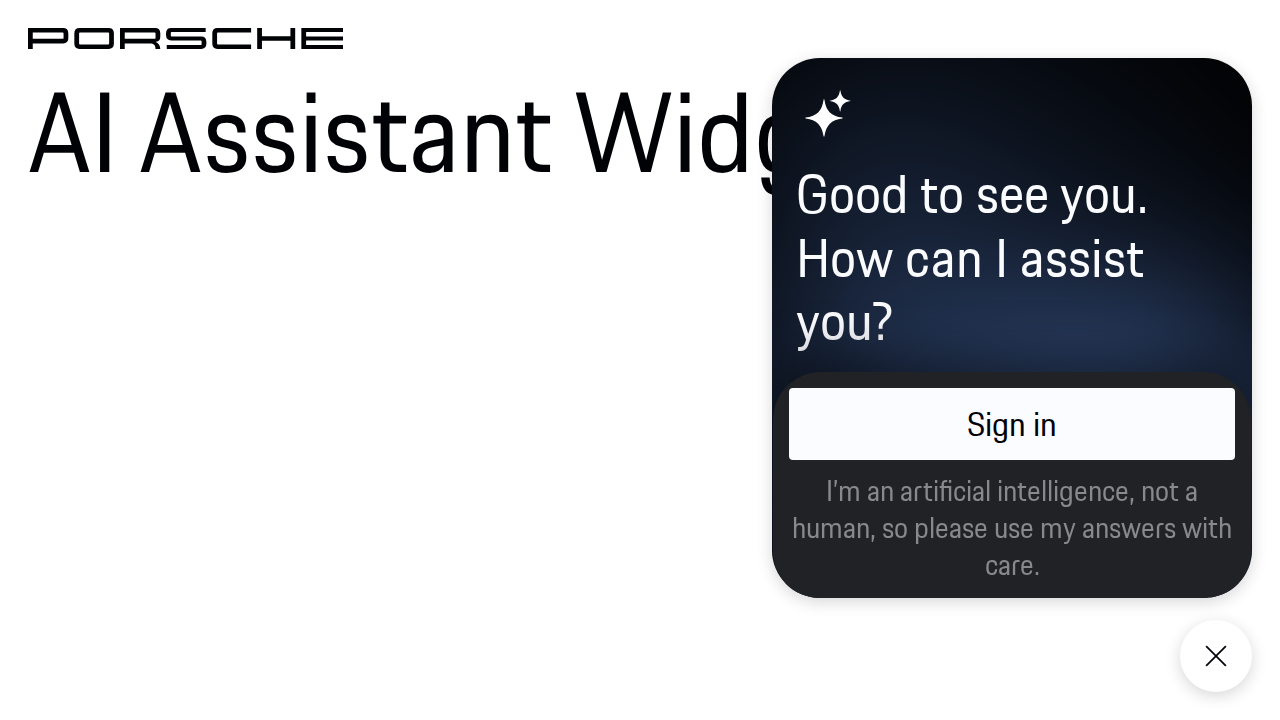 PORSCHE
AI Assistant Widg
Good to see you.
How can I assist
you?
Sign in
I'm an artificial intelligence, not a
human, so please use my answers with
care.